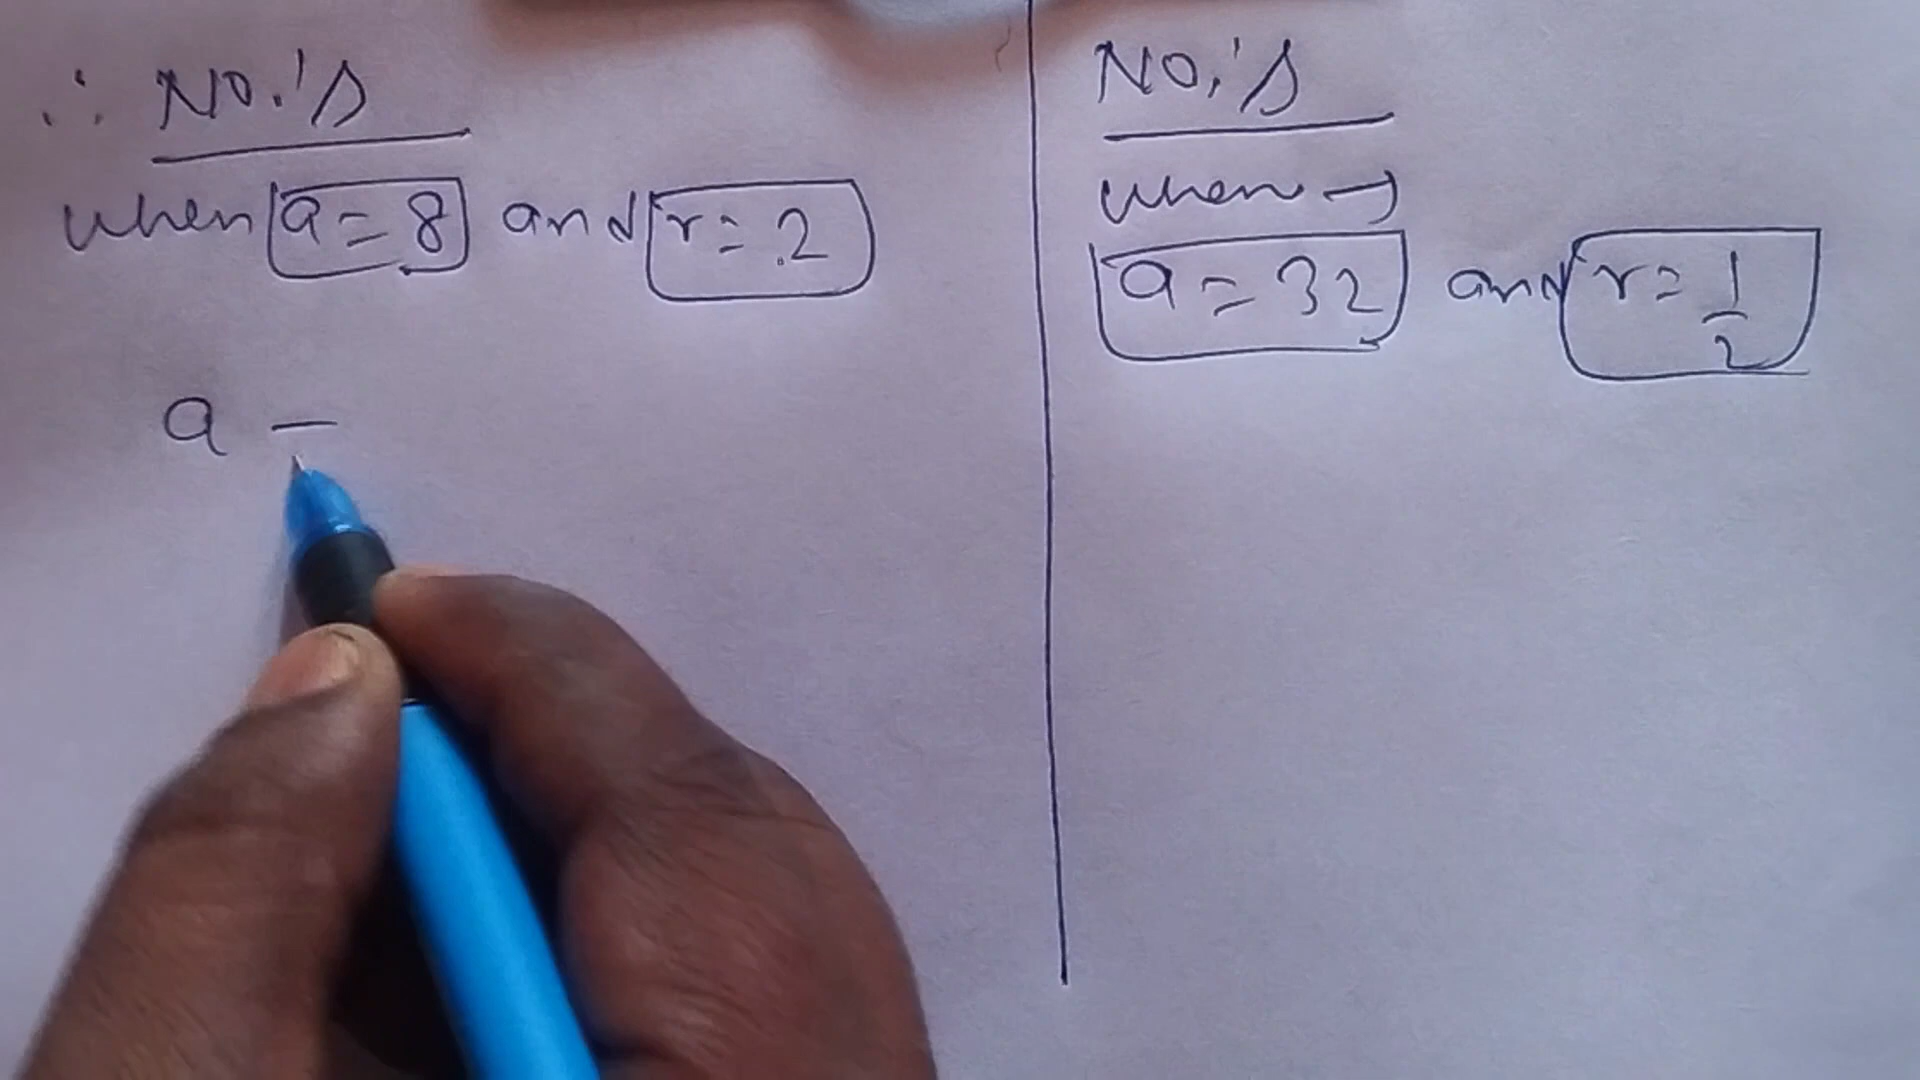 ∴ No.'s
when a = 8 and r = 2
a –
No.'s
when →
a = 32 and r = 1/2